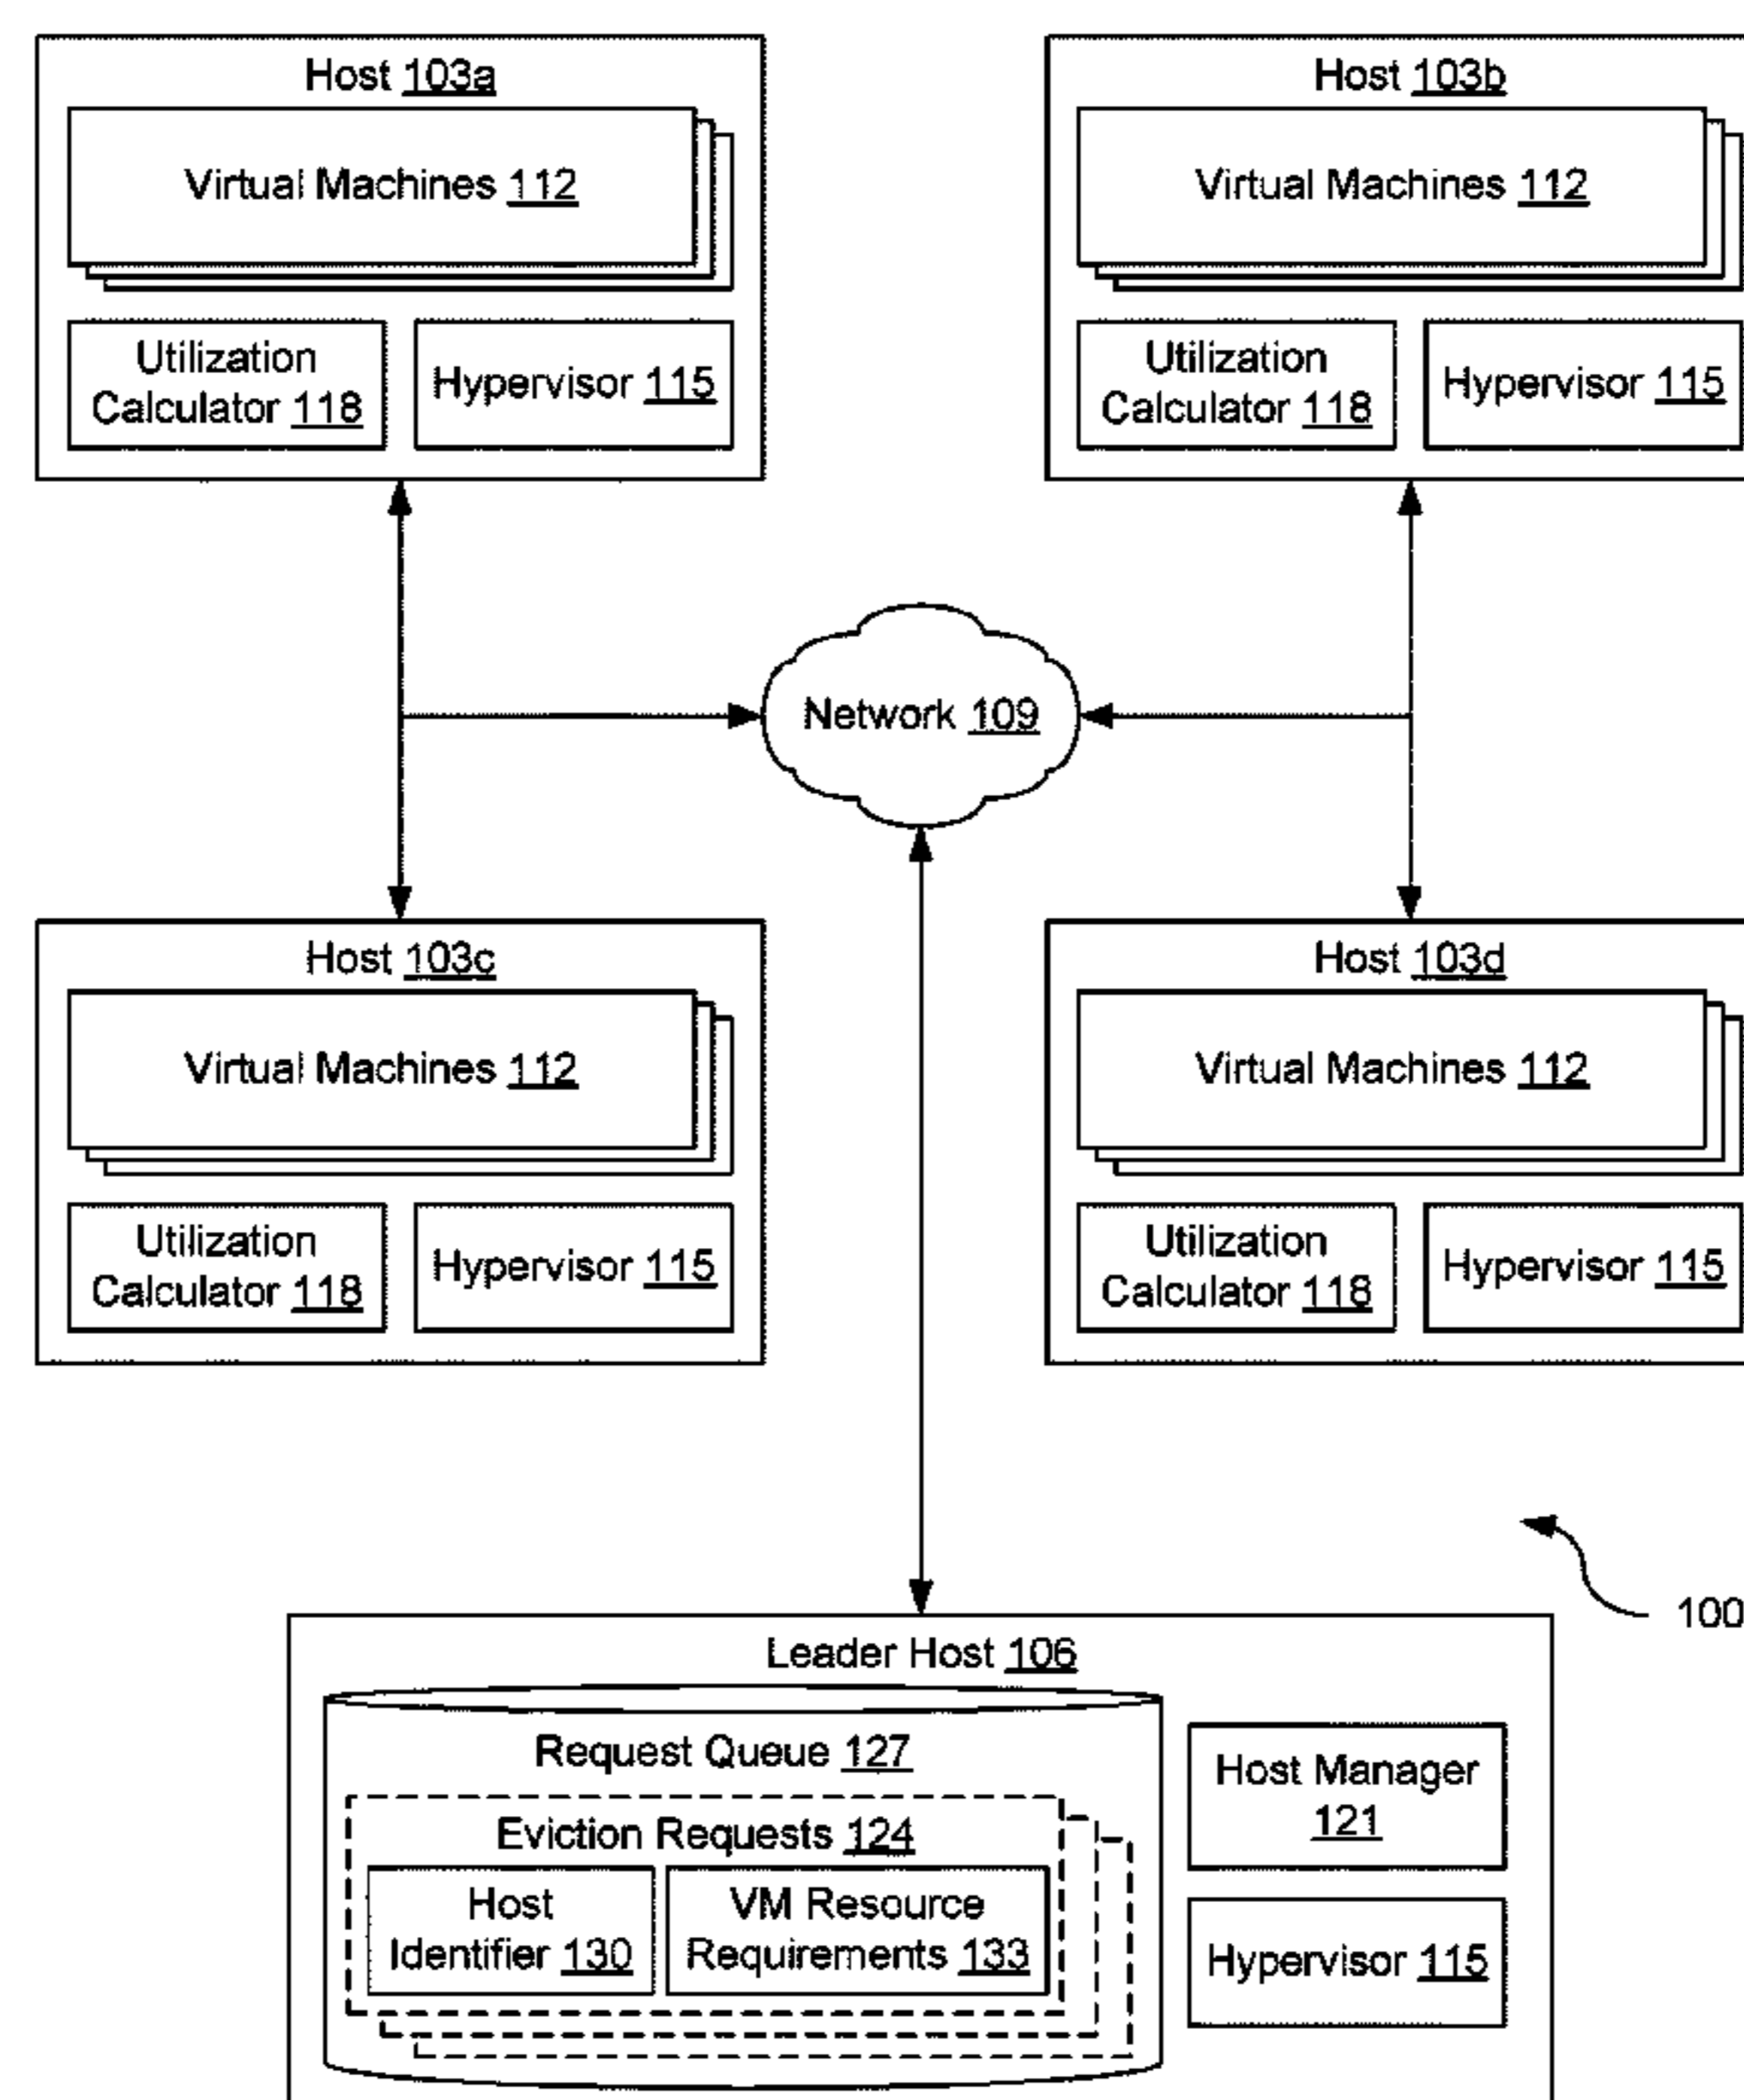 Host 103a
Virtual Machines 112
Utilization
Calculator 118
Hypervisor 115
Host 103b
Virtual Machines 112
Utilization
Calculator 118
Hypervisor 115
Network 109
Host 103c
Virtual Machines 112
Utilization
Calculator 118
Hypervisor 115
Host 103d
Virtual Machines 112
Utilization
Calculator 118
Hypervisor 115
100
Leader Host 106
Request Queue 127
Eviction Requests 124
Host
Identifier 130
VM Resource
Requirements 133
Host Manager
121
Hypervisor 115